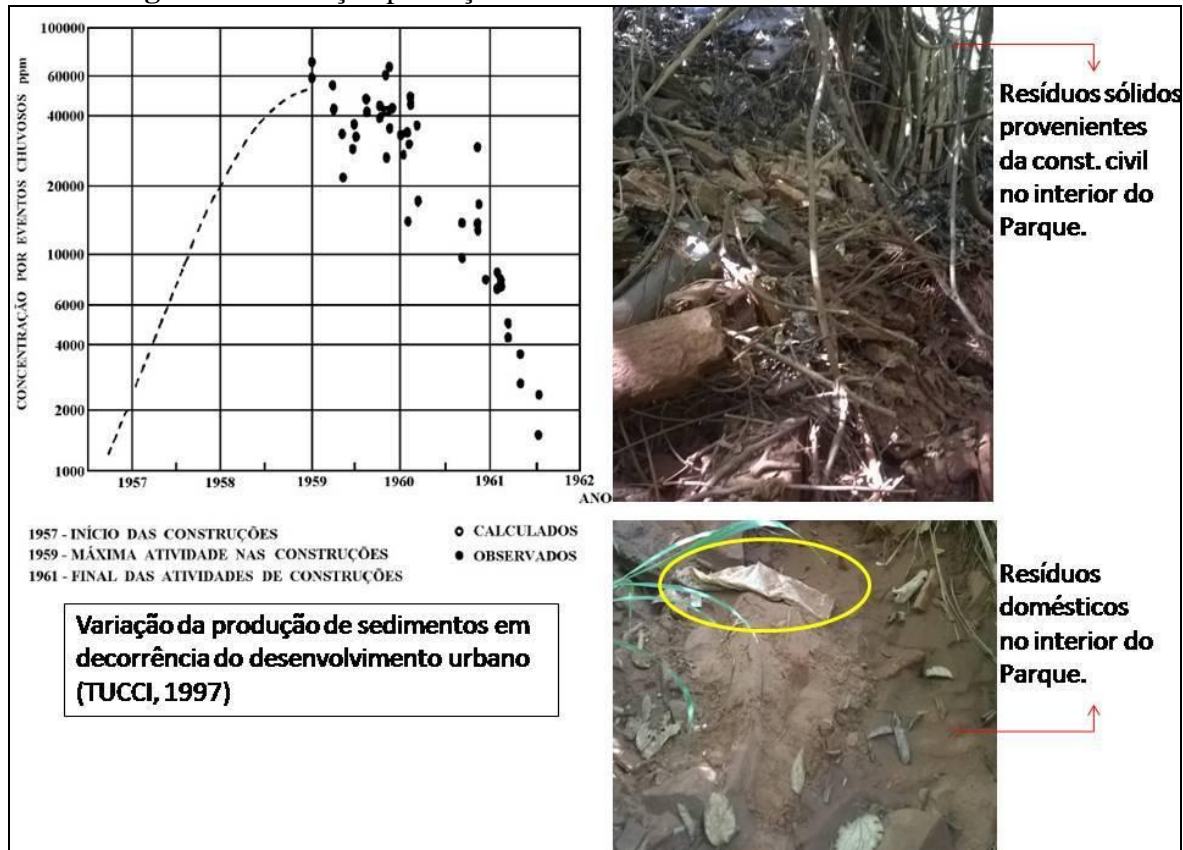 100000
60000
40000
20000
10000
6000
4000
2000
1000
CONCENTRAÇÃO POR EVENTOS CHUVOSOS ppm
1957 1958 1959 1960 1961 1962
ANO
1957 - INÍCIO DAS CONSTRUÇÕES
1959 - MÁXIMA ATIVIDADE NAS CONSTRUÇÕES
1961 - FINAL DAS ATIVIDADES DE CONSTRUÇÕES
CALCULADOS
OBSERVADOS
Variação da produção de sedimentos em
decorrência do desenvolvimento urbano
(TUCCI, 1997)
Resíduos sólidos
provenientes
da const. civil
no interior do
Parque.
Resíduos
domésticos
no interior do
Parque.